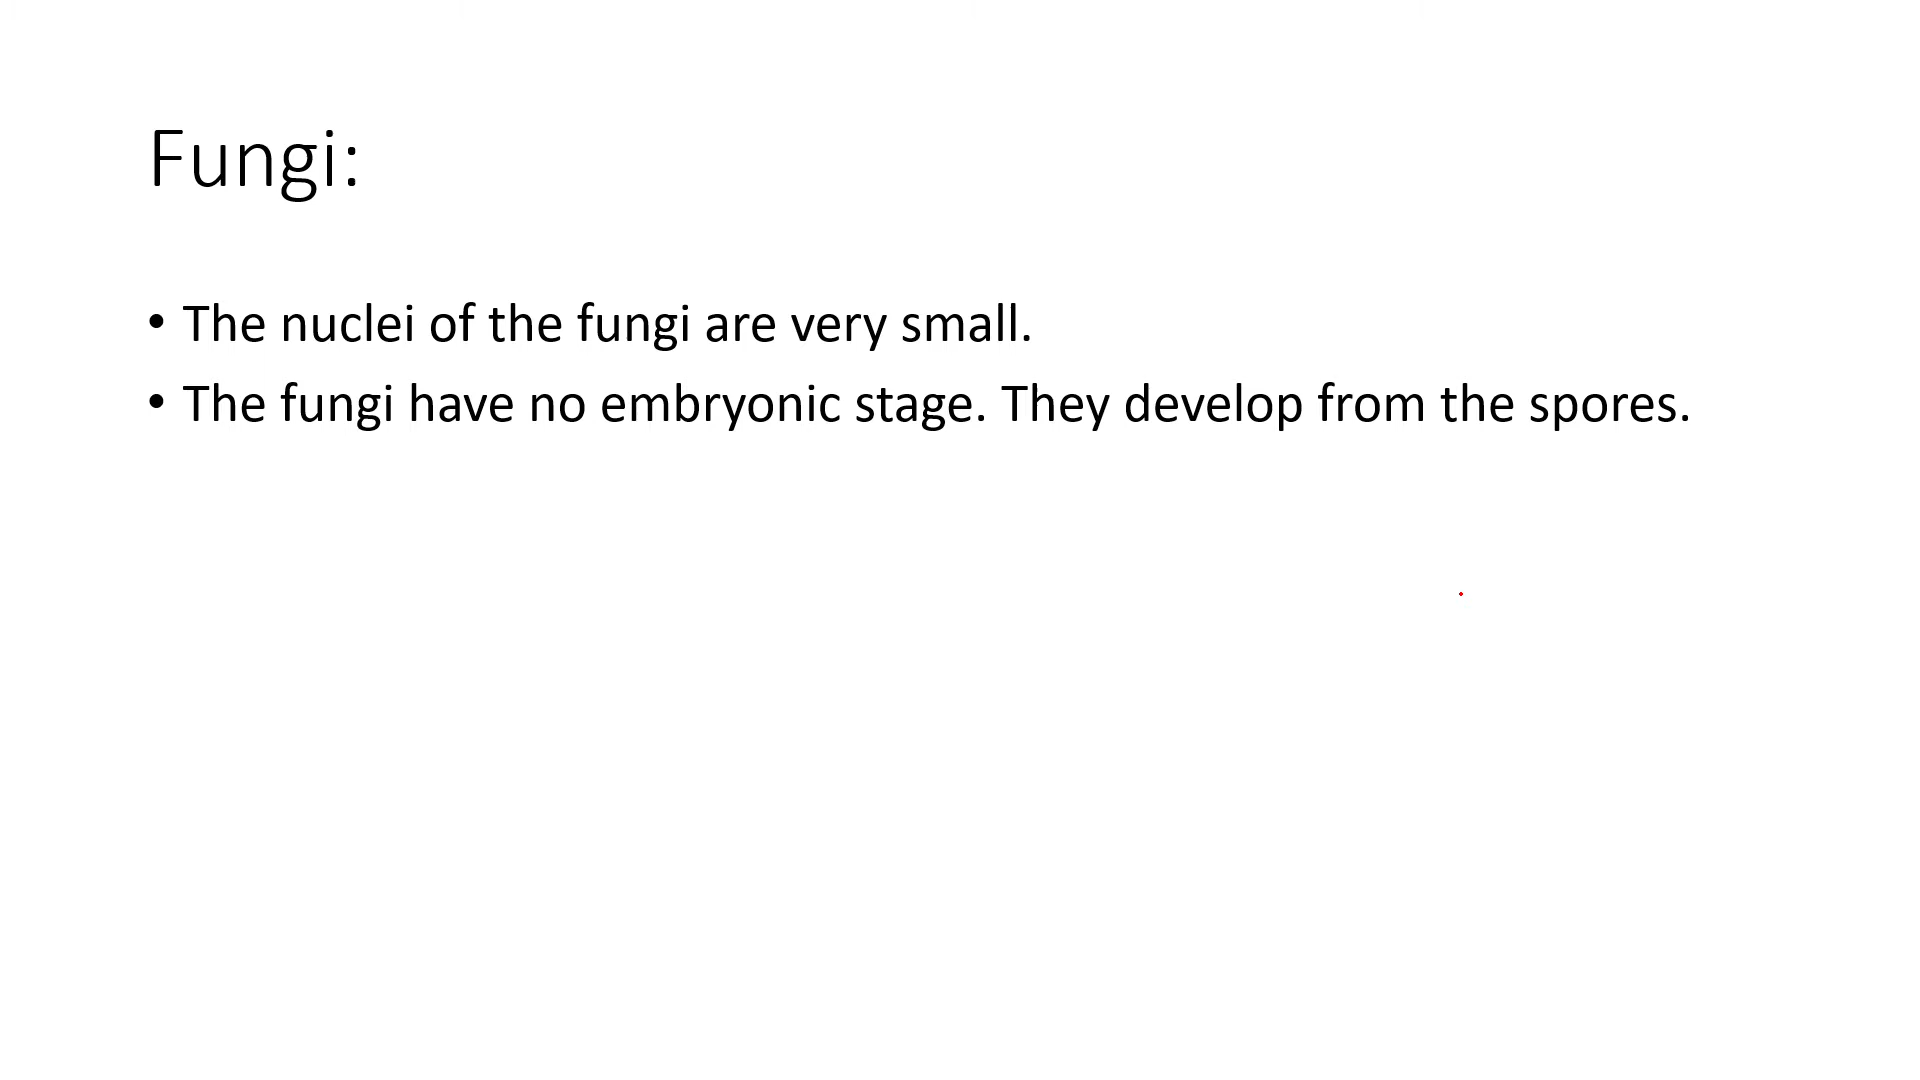 Fungi:
• The nuclei of the fungi are very small.
• The fungi have no embryonic stage. They develop from the spores.